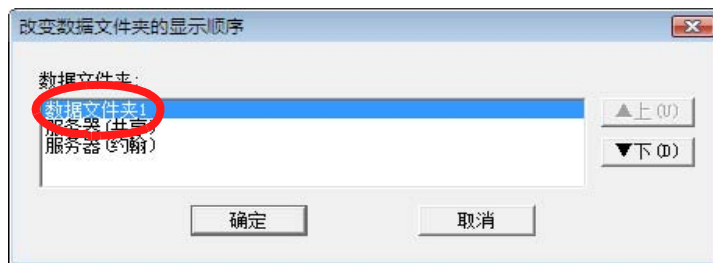 改变数据文件夹的显示顺序
数据文件夹:
数据文件夹1
服务器(共享)
服务器(约翰)
▲上(U)
▼下(D)
确定
取消